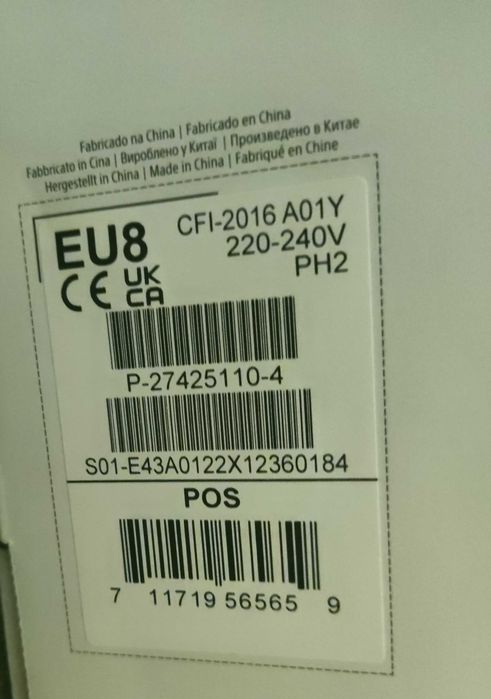 Fabricado na China | Fabricado en China
Fabbricato in Cina | Вироблено у Китаї | Произведено в Китае
Hergestellt in China | Made in China | Fabriqué en Chine
EU8
CFI-2016 A01Y
220-240V
PH2
CE UK CA
P-27425110-4
S01-E43A0122X12360184
POS
7 11719 56565 9